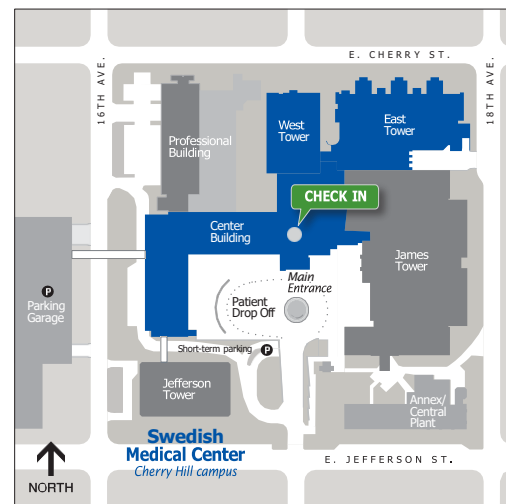 E. CHERRY ST.
16TH AVE.
18TH AVE.
West
Tower
East
Tower
Professional
Building
CHECK IN
Center
Building
James
Tower
Main
Entrance
P
Parking
Garage
Patient
Drop Off
Short-term parking
P
Jefferson
Tower
Annex/
Central
Plant
Swedish
Medical Center
Cherry Hill campus
E. JEFFERSON ST.
NORTH